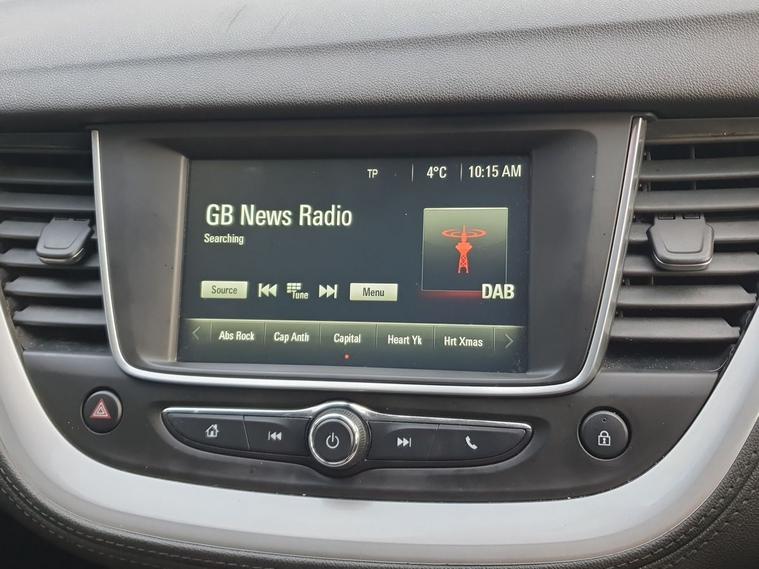 TP 4°C 10:15 AM
GB News Radio
Searching
Source Tune Menu
DAB
Abs Rock Cap Anth Capital Heart Yk Hrt Xmas